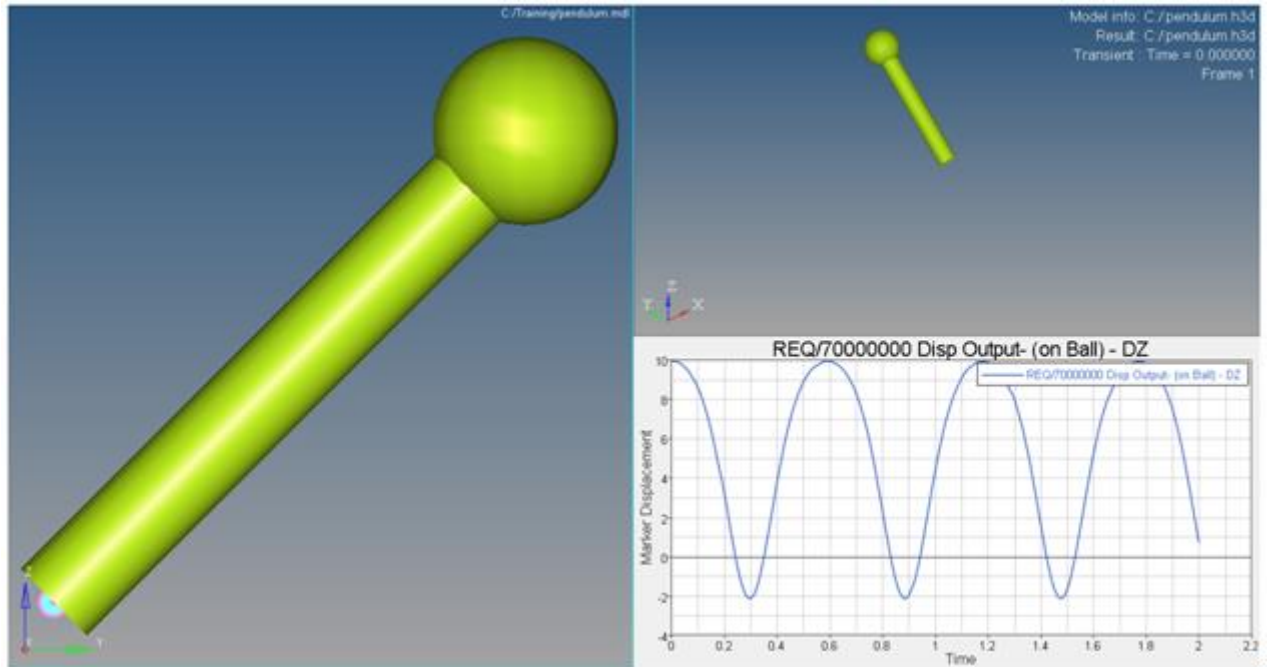 C:/Training/pendulum.mdl
Z
X
Y
Model info: C:/pendulum.h3d
Result: C:/pendulum.h3d
Transient : Time = 0.000000
Frame 1
Z
Y
X
REQ/70000000 Disp Output- (on Ball) - DZ
REQ/70000000 Disp Output- (on Ball) - DZ
Marker Displacement
10
8
6
4
2
0
-2
-4
0 0.2 0.4 0.6 0.8 1 1.2 1.4 1.6 1.8 2 2.2
Time